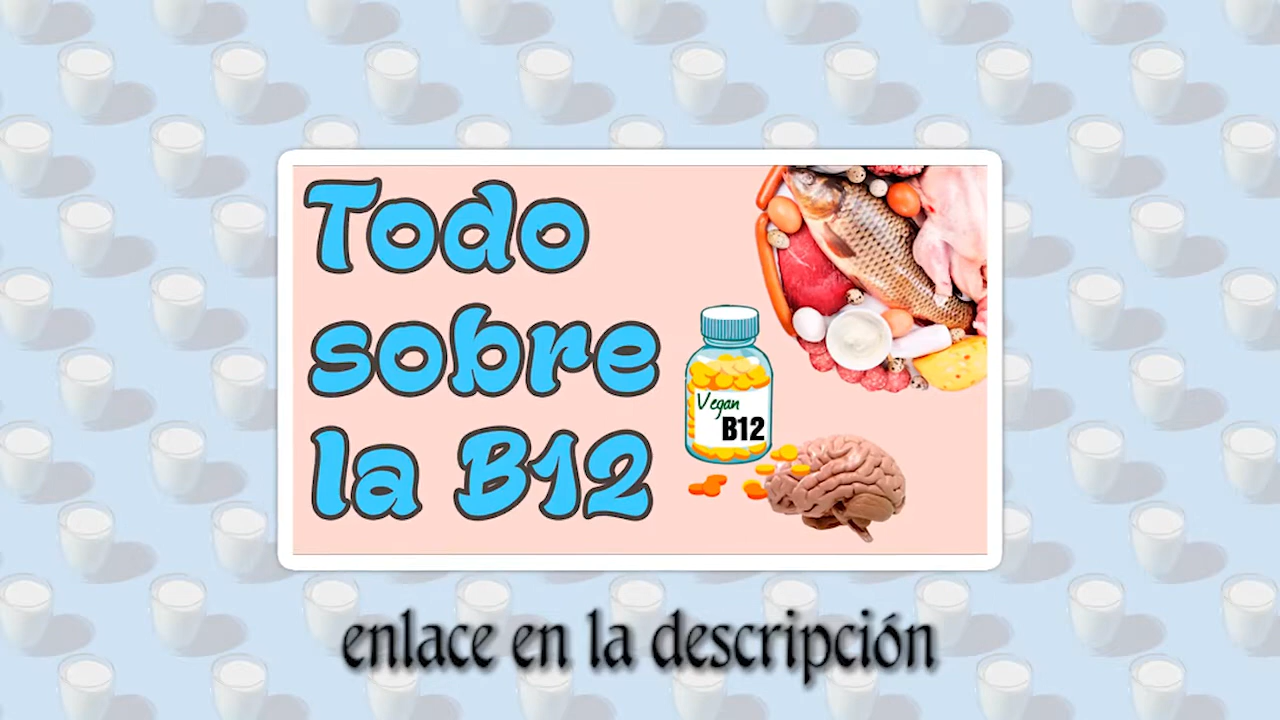 Todo
sobre
la B12
Vegan
B12
enlace en la descripción